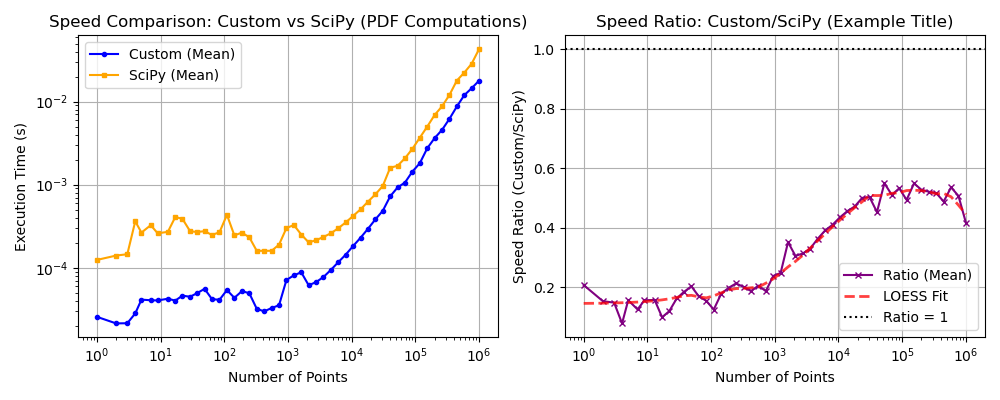 Speed Comparison: Custom vs SciPy (PDF Computations)
Execution Time (s)
10⁻²
10⁻³
10⁻⁴
Custom (Mean)
SciPy (Mean)
10⁰ 10¹ 10² 10³ 10⁴ 10⁵ 10⁶
Number of Points
Speed Ratio: Custom/SciPy (Example Title)
Speed Ratio (Custom/SciPy)
1.0
0.8
0.6
0.4
0.2
Ratio (Mean)
LOESS Fit
Ratio = 1
10⁰ 10¹ 10² 10³ 10⁴ 10⁵ 10⁶
Number of Points